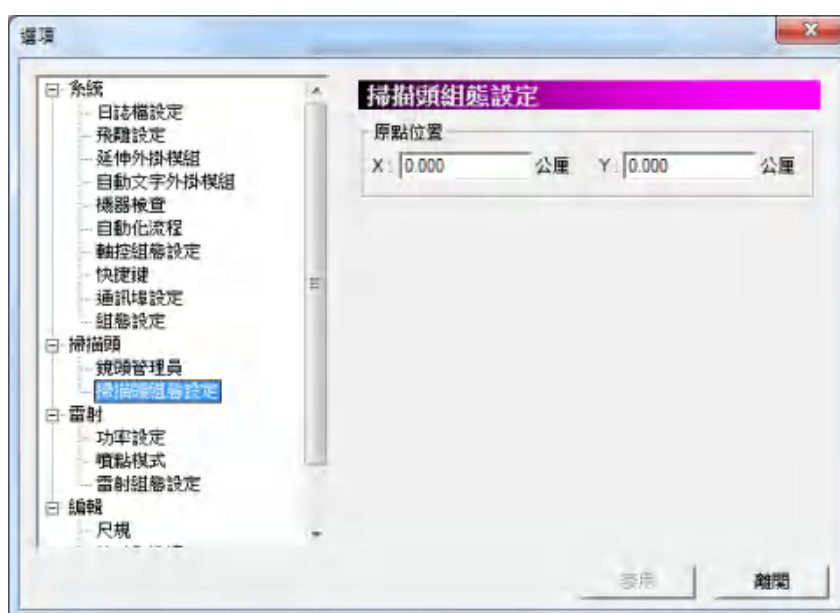 選項
系統
日誌檔設定
飛雕設定
延伸外掛模組
自動文字外掛模組
機器檢查
自動化流程
軸控組態設定
快捷鍵
通訊埠設定
組態設定
掃描頭
鏡頭管理員
掃描頭組態設定
雷射
功率設定
噴點模式
雷射組態設定
編輯
尺規
掃描頭組態設定
原點位置
X : 0.000 公厘 Y : 0.000 公厘
套用 離開